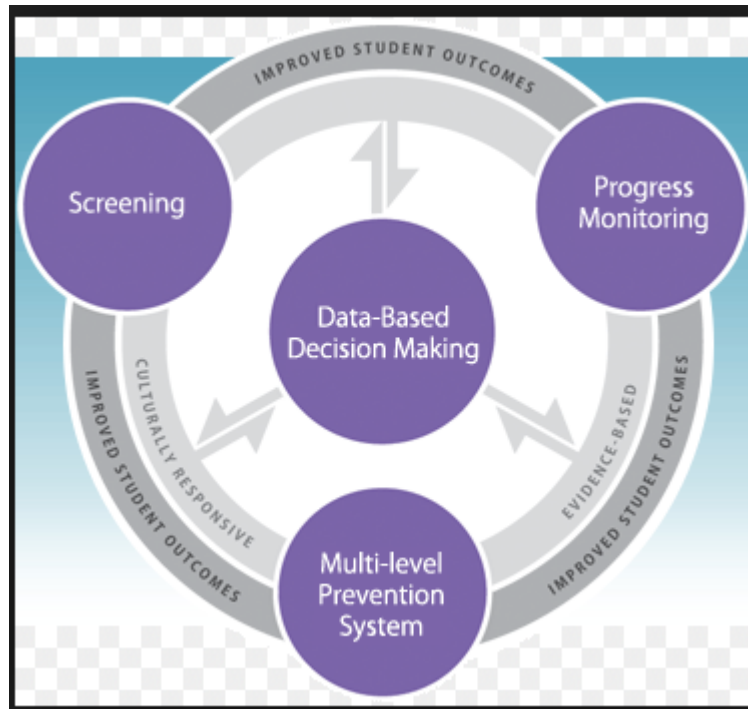 IMPROVED STUDENT OUTCOMES
Screening
Progress
Monitoring
Data-Based
Decision Making
CULTURALLY RESPONSIVE
EVIDENCE-BASED
IMPROVED STUDENT OUTCOMES
IMPROVED STUDENT OUTCOMES
Multi-level
Prevention
System